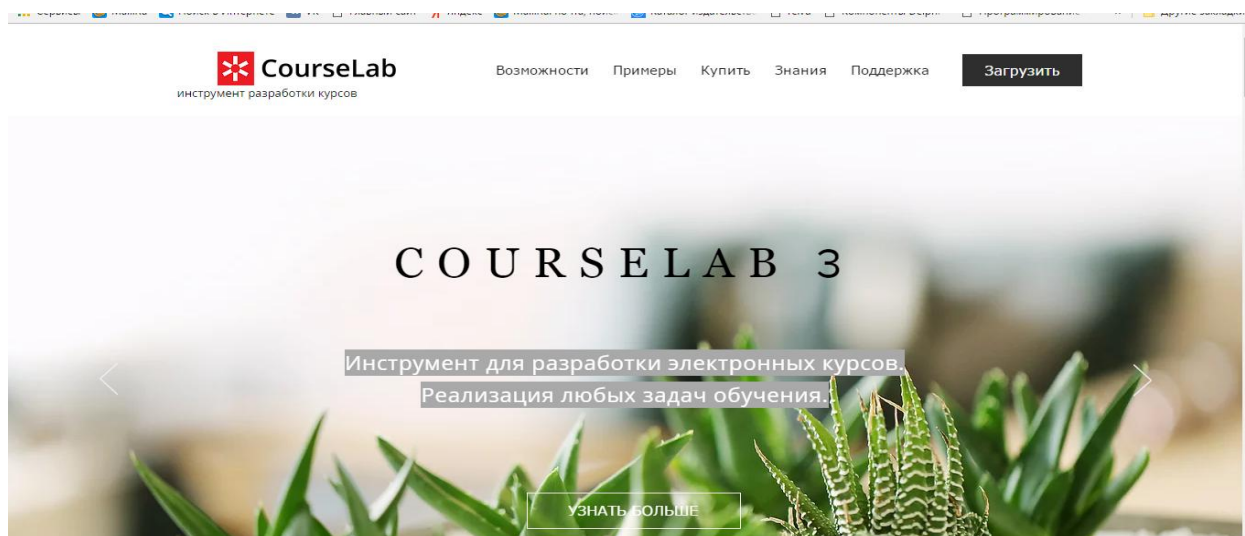 CourseLab
инструмент разработки курсов
Возможности Примеры Купить Знания Поддержка Загрузить
COURSELAB 3
Инструмент для разработки электронных курсов.
Реализация любых задач обучения.
УЗНАТЬ БОЛЬШЕ